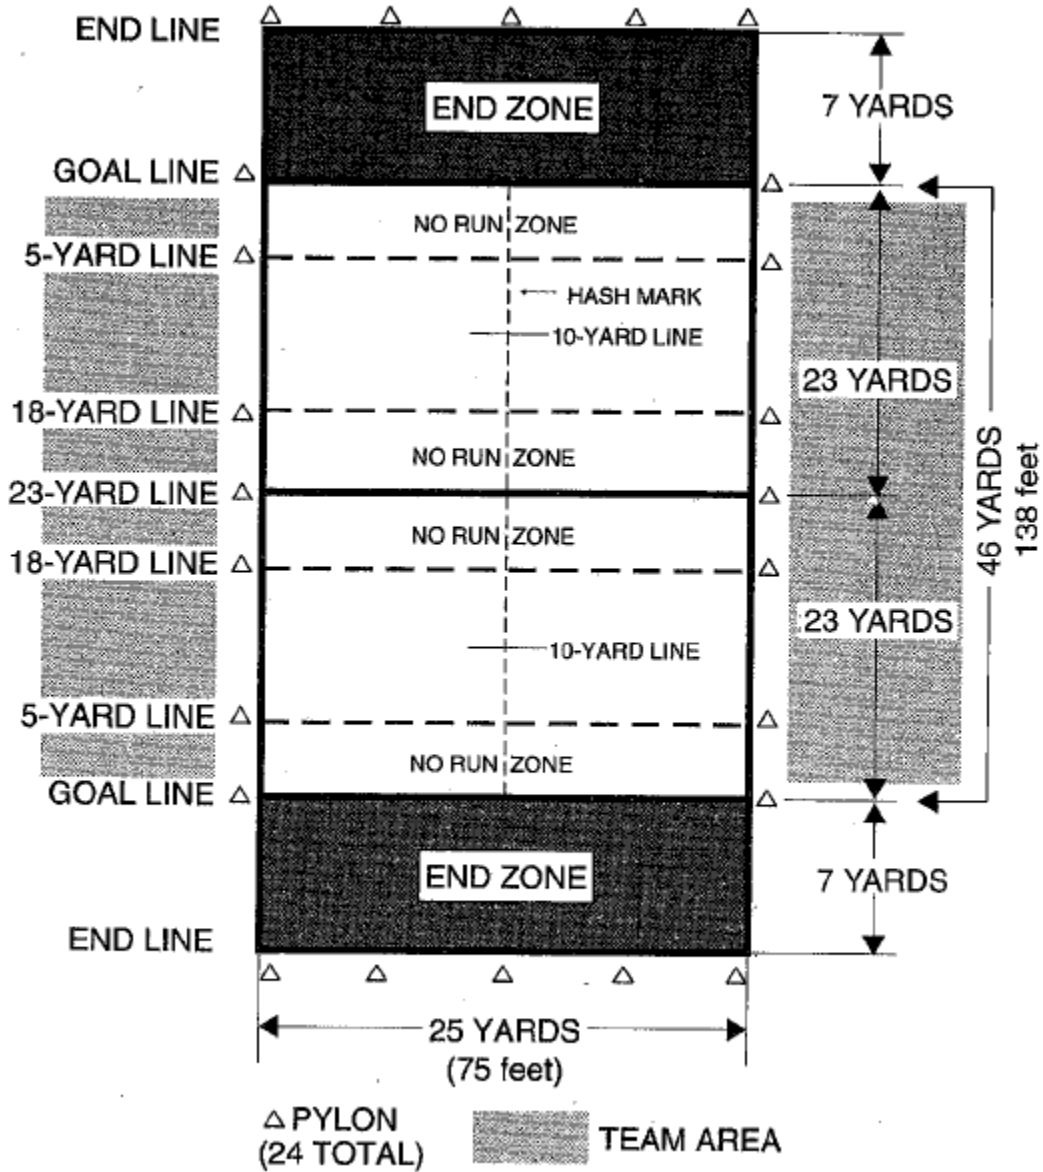 END LINE
END ZONE
7 YARDS
GOAL LINE
NO RUN ZONE
5-YARD LINE
HASH MARK
10-YARD LINE
23 YARDS
18-YARD LINE
NO RUN ZONE
23-YARD LINE
46 YARDS
138 feet
NO RUN ZONE
18-YARD LINE
23 YARDS
10-YARD LINE
5-YARD LINE
NO RUN ZONE
GOAL LINE
END ZONE
7 YARDS
END LINE
25 YARDS
(75 feet)
PYLON
(24 TOTAL)
TEAM AREA